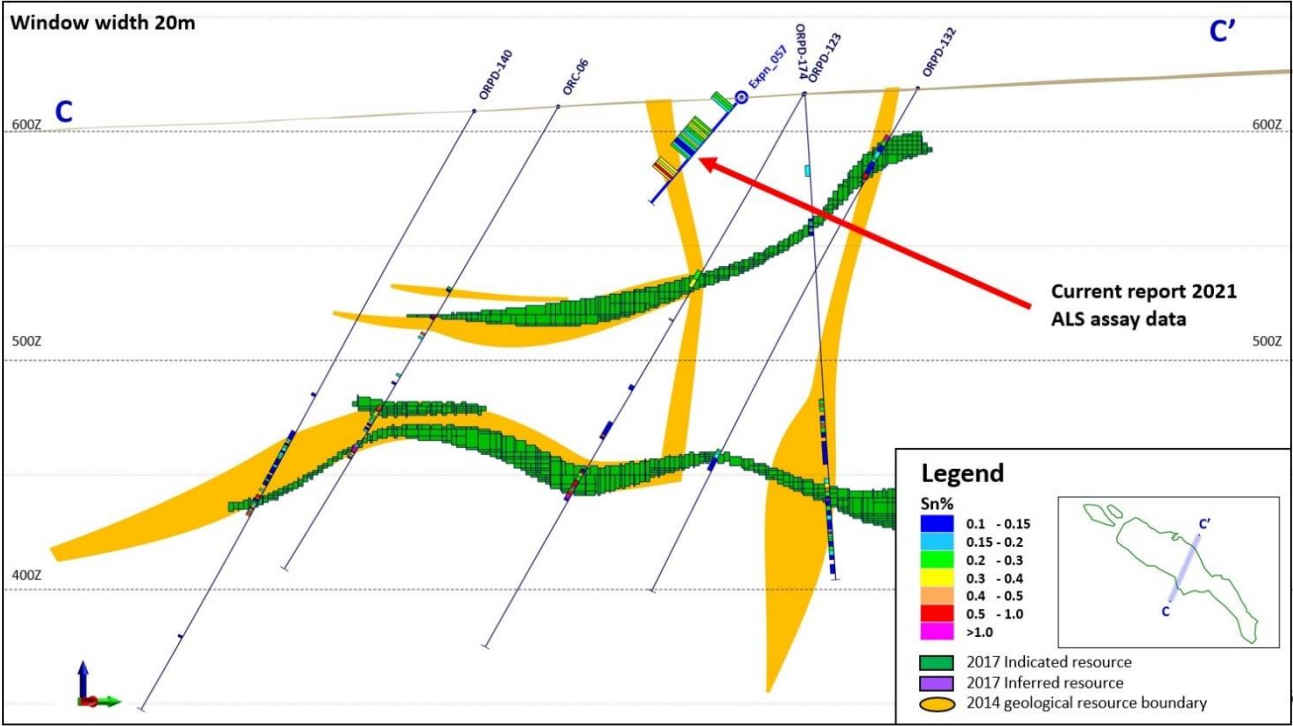 Window width 20m
C'
C
ORPD-140
ORC-06
Expn_057
ORPD-174
ORPD-123
ORPD-132
600Z
600Z
Current report 2021
ALS assay data
500Z
500Z
400Z
Legend
Sn%
0.1 - 0.15
0.15 - 0.2
0.2 - 0.3
0.3 - 0.4
0.4 - 0.5
0.5 - 1.0
>1.0
C'
C
2017 Indicated resource
2017 Inferred resource
2014 geological resource boundary